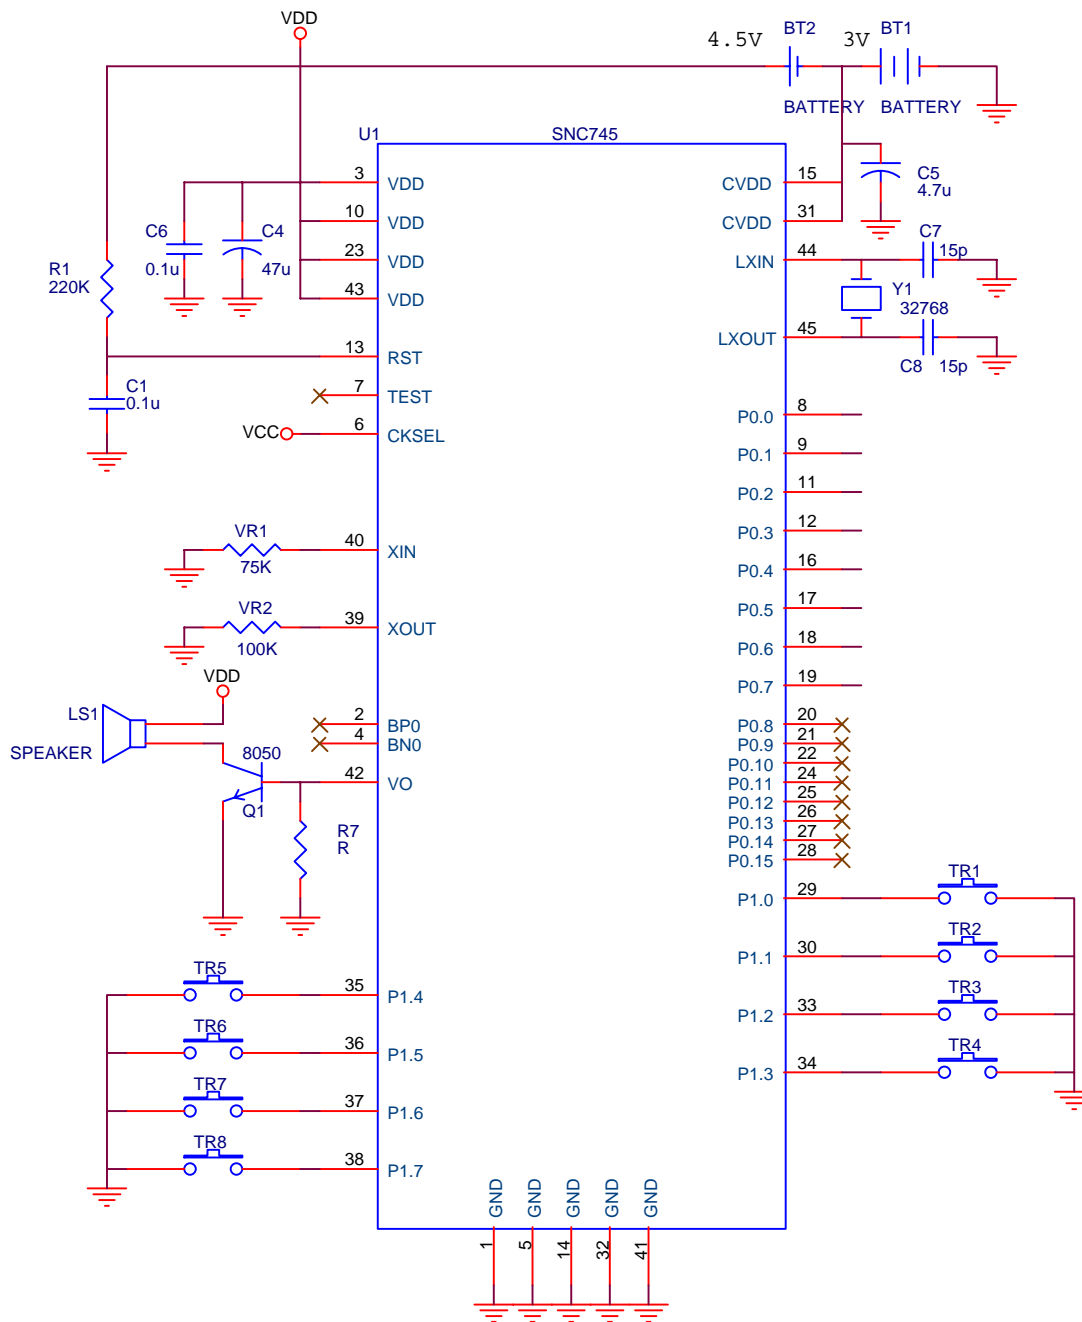 VDD
4.5V
BT2
3V
BT1
BATTERY
BATTERY
U1
SNC745
3
VDD
10
VDD
23
VDD
43
VDD
13
RST
7
TEST
VCC
6
CKSEL
C6
0.1u
C4
47u
R1
220K
C1
0.1u
VR1
75K
40
XIN
VR2
100K
39
XOUT
VDD
LS1
SPEAKER
2
BP0
4
BN0
8050
Q1
42
VO
R7
R
TR5
35
P1.4
TR6
36
P1.5
TR7
37
P1.6
TR8
38
P1.7
CVDD
15
CVDD
31
C5
4.7u
LXIN
44
C7
15p
Y1
32768
LXOUT
45
C8
15p
P0.0
8
P0.1
9
P0.2
11
P0.3
12
P0.4
16
P0.5
17
P0.6
18
P0.7
19
P0.8
20
P0.9
21
P0.10
22
P0.11
24
P0.12
25
P0.13
26
P0.14
27
P0.15
28
P1.0
29
TR1
P1.1
30
TR2
P1.2
33
TR3
P1.3
34
TR4
GND
GND
GND
GND
GND
1
5
14
32
41